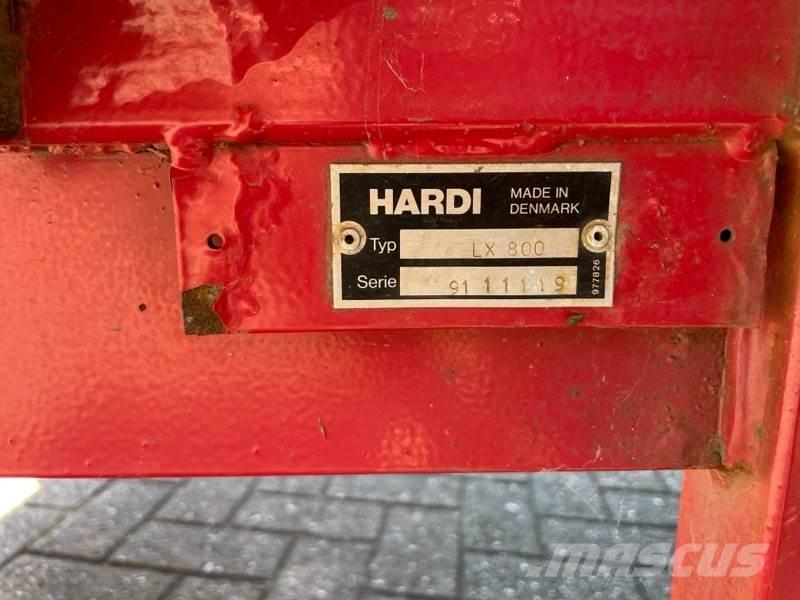 HARDI
MADE IN
DENMARK
Typ LX 800
Serie 91 11119
977826
mascus